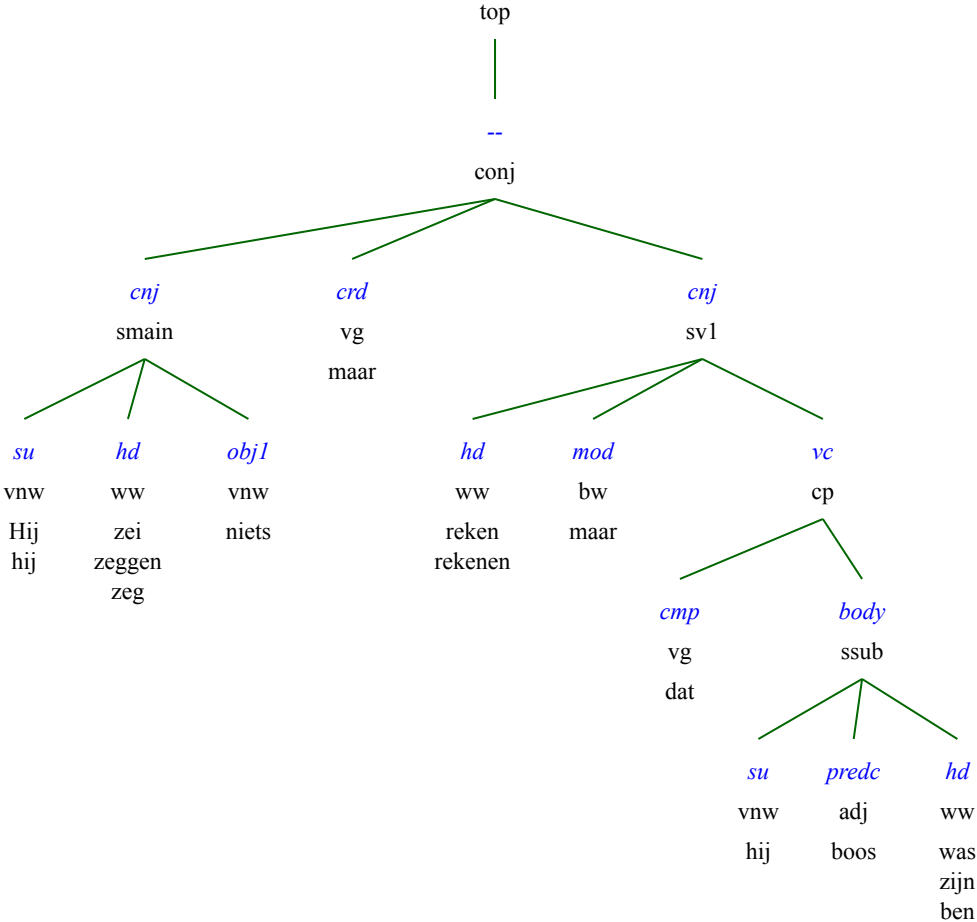 top
--
conj
cnj crd cnj
smain vg sv1
maar
su hd obj1 hd mod vc
vnw ww vnw ww bw cp
Hij zei niets reken maar
hij zeggen rekenen
zeg
cmp body
vg ssub
dat
su predc hd
vnw adj ww
hij boos was
zijn
ben